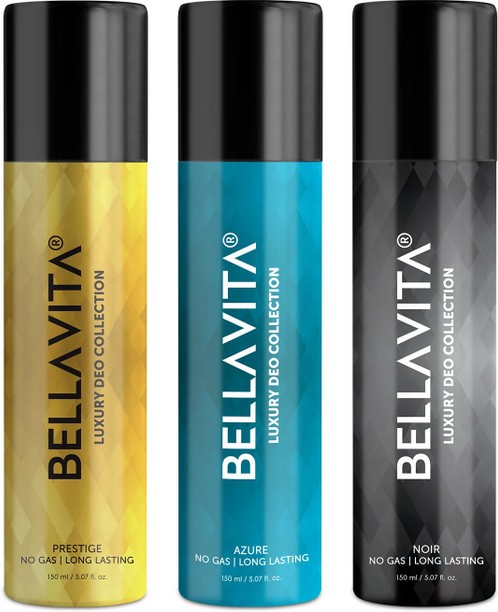 BELLAVITA®
LUXURY DEO COLLECTION
PRESTIGE
NO GAS | LONG LASTING
150 ml / 5.07 fl. oz.
BELLAVITA®
LUXURY DEO COLLECTION
AZURE
NO GAS | LONG LASTING
150 ml / 5.07 fl. oz.
BELLAVITA®
LUXURY DEO COLLECTION
NOIR
NO GAS | LONG LASTING
150 ml / 5.07 fl. oz.